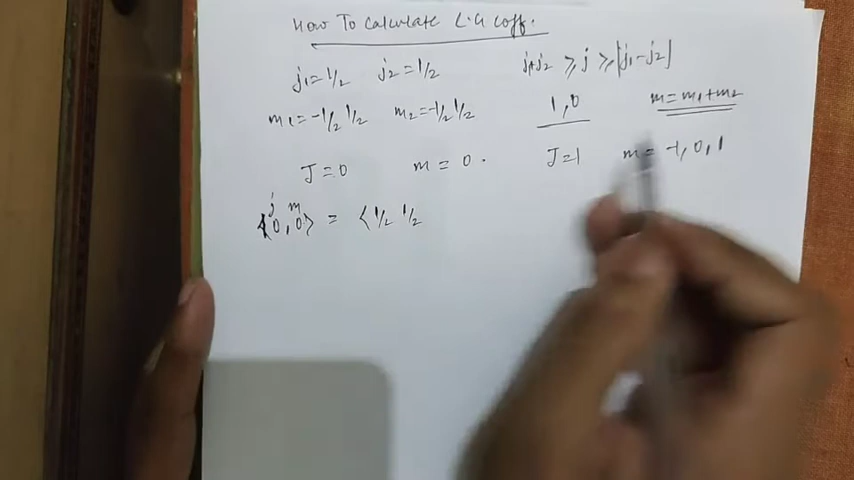 How To Calculate C.G Coff.
j₁=1/2 j₂=1/2 j₁+j₂ ⩾ j ⩾ |j₁-j₂|
m₁=-1/2 1/2 m₂=-1/2 1/2 1,0 m=m₁+m₂
J=0 m=0. J=1 m=-1,0,1
j m
|0,0⟩ = ⟨1/2 1/2